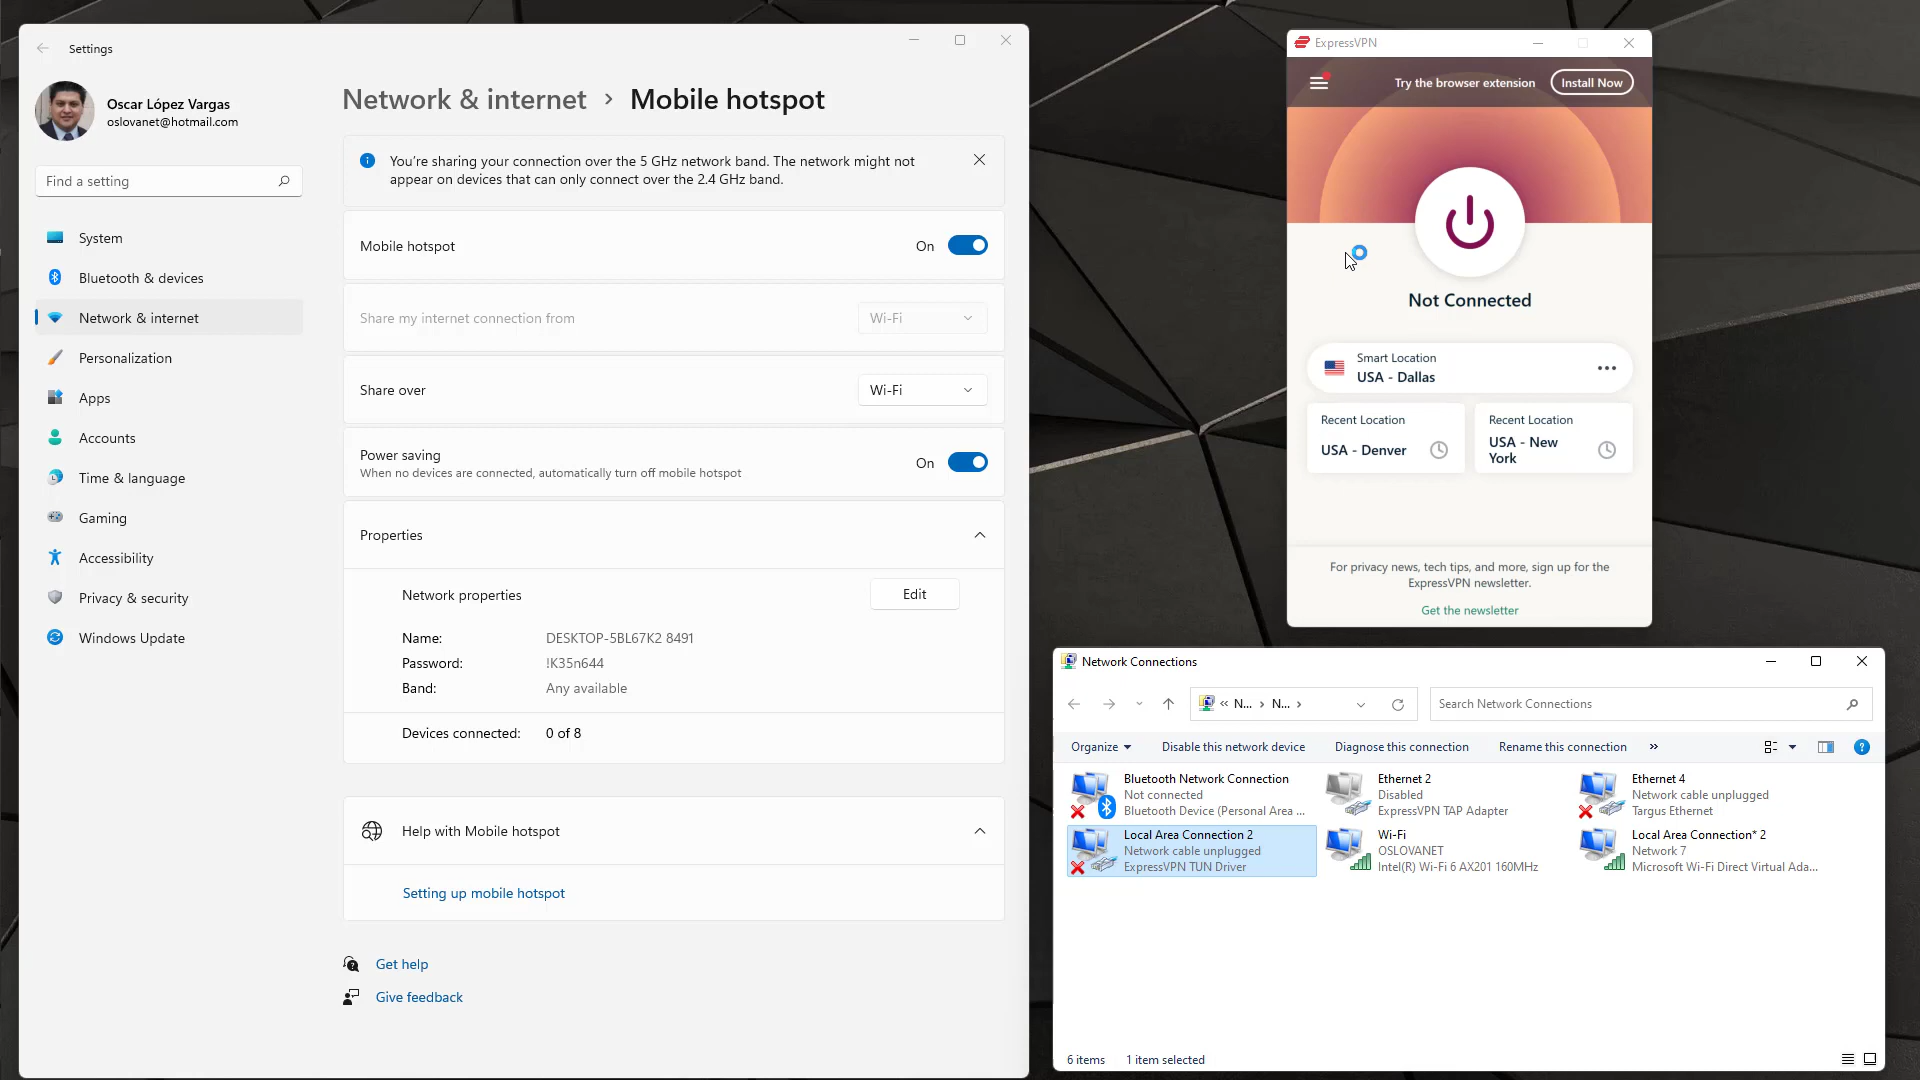 Settings
Oscar López Vargas
oslovanet@hotmail.com
Find a setting
System
Bluetooth & devices
Network & internet
Personalization
Apps
Accounts
Time & language
Gaming
Accessibility
Privacy & security
Windows Update
Network & internet › Mobile hotspot
You're sharing your connection over the 5 GHz network band. The network might not
appear on devices that can only connect over the 2.4 GHz band.
Mobile hotspot On
Share my internet connection from Wi-Fi
Share over Wi-Fi
Power saving
When no devices are connected, automatically turn off mobile hotspot
On
Properties
Network properties Edit
Name: DESKTOP-5BL67K2 8491
Password: !K35n644
Band: Any available
Devices connected: 0 of 8
Help with Mobile hotspot
Setting up mobile hotspot
Get help
Give feedback
ExpressVPN
Try the browser extension Install Now
Not Connected
Smart Location
USA - Dallas
Recent Location
USA - Denver
Recent Location
USA - New
York
For privacy news, tech tips, and more, sign up for the
ExpressVPN newsletter.
Get the newsletter
Network Connections
« N... › N... ›
Search Network Connections
Organize Disable this network device Diagnose this connection Rename this connection »
Bluetooth Network Connection
Not connected
Bluetooth Device (Personal Area ...
Ethernet 2
Disabled
ExpressVPN TAP Adapter
Ethernet 4
Network cable unplugged
Targus Ethernet
Local Area Connection 2
Network cable unplugged
ExpressVPN TUN Driver
Wi-Fi
OSLOVANET
Intel(R) Wi-Fi 6 AX201 160MHz
Local Area Connection* 2
Network 7
Microsoft Wi-Fi Direct Virtual Ada...
6 items 1 item selected